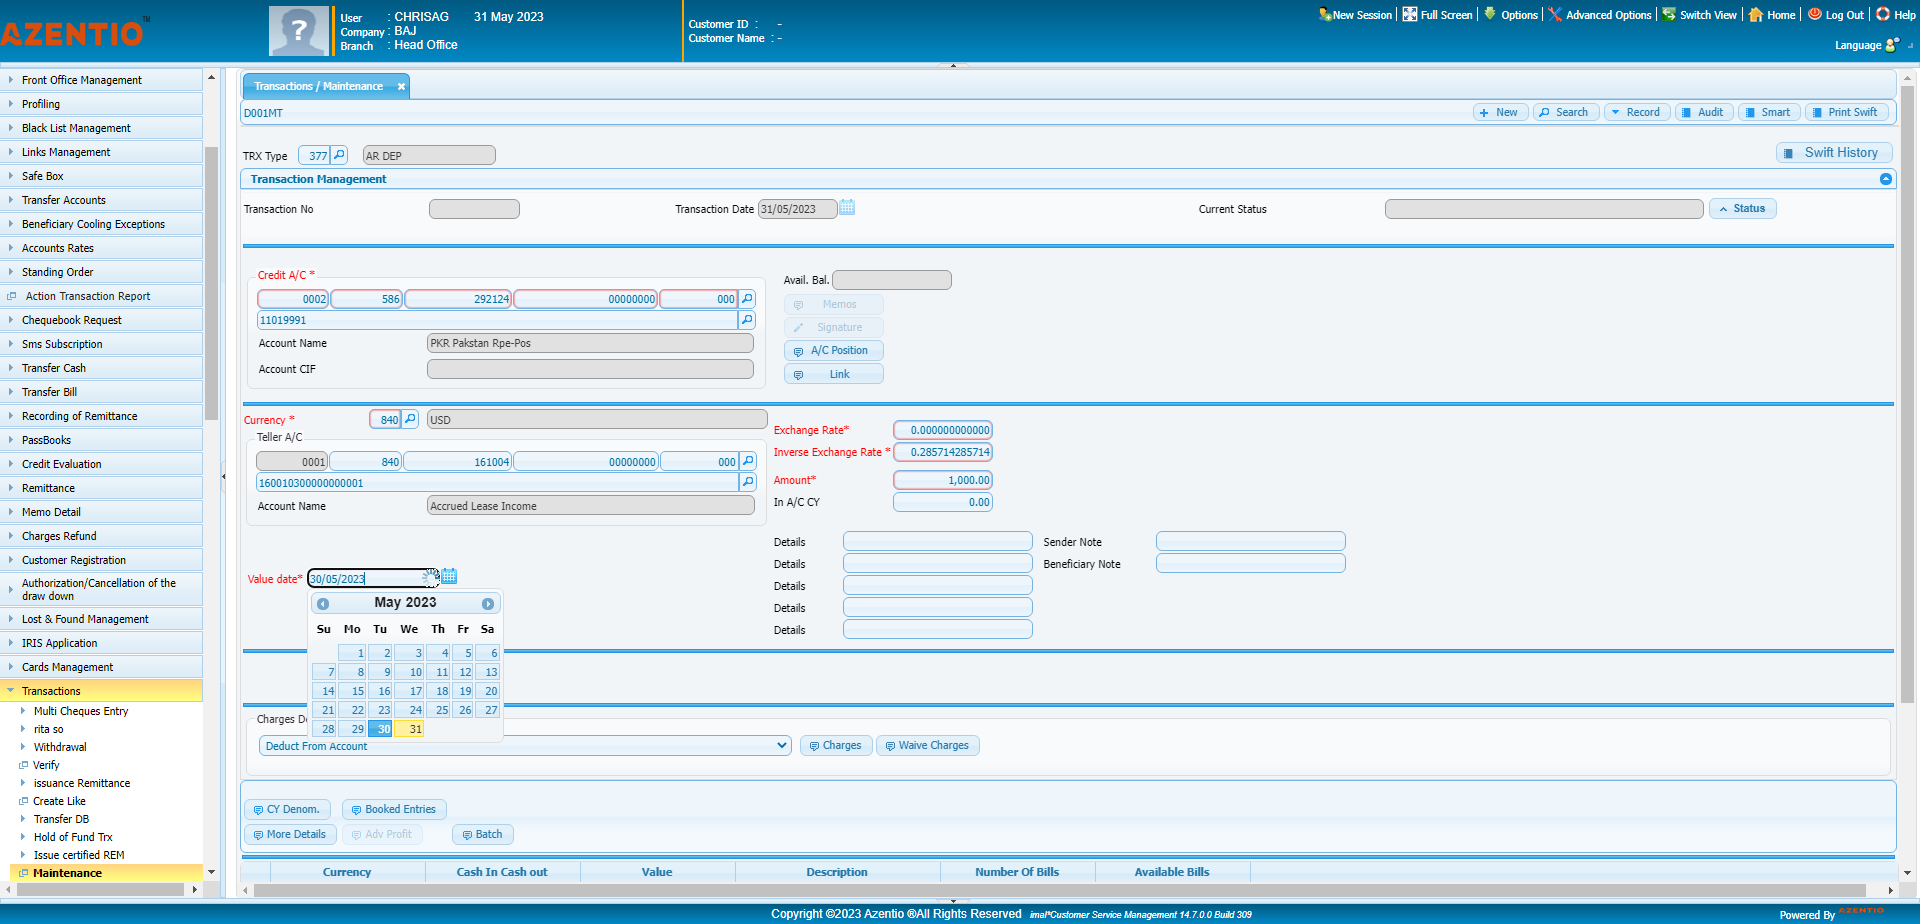 AZENTIO™
User : CHRISAG 31 May 2023
Company : BAJ
Branch : Head Office
Customer ID : -
Customer Name : -
New Session Full Screen Options Advanced Options Switch View Home Log Out Help
Language
Front Office Management
Profiling
Black List Management
Links Management
Safe Box
Transfer Accounts
Beneficiary Cooling Exceptions
Accounts Rates
Standing Order
Action Transaction Report
Chequebook Request
Sms Subscription
Transfer Cash
Transfer Bill
Recording of Remittance
PassBooks
Credit Evaluation
Remittance
Memo Detail
Charges Refund
Customer Registration
Authorization/Cancellation of the
draw down
Lost & Found Management
IRIS Application
Cards Management
Transactions
Multi Cheques Entry
rita so
Withdrawal
Verify
issuance Remittance
Create Like
Transfer DB
Hold of Fund Trx
Issue certified REM
Maintenance
Transactions / Maintenance
D001MT
New Search Record Audit Smart Print Swift
TRX Type 377 AR DEP
Swift History
Transaction Management
Transaction No
Transaction Date 31/05/2023
Current Status
Status
Credit A/C *
0002 586 292124 00000000 000
11019991
Account Name PKR Pakstan Rpe-Pos
Account CIF
Avail. Bal.
Memos
Signature
A/C Position
Link
Currency * 840 USD
Teller A/C
0001 840 161004 00000000 000
160010300000000001
Account Name Accrued Lease Income
Exchange Rate* 0.000000000000
Inverse Exchange Rate * 0.285714285714
Amount* 1,000.00
In A/C CY 0.00
Details Sender Note
Details Beneficiary Note
Details
Details
Details
Value date* 30/05/2023
May 2023
Su Mo Tu We Th Fr Sa
1 2 3 4 5 6
7 8 9 10 11 12 13
14 15 16 17 18 19 20
21 22 23 24 25 26 27
28 29 30 31
Charges D
Deduct From Account
Charges Waive Charges
CY Denom. Booked Entries
More Details Adv Profit Batch
Currency Cash In Cash out Value Description Number Of Bills Available Bills
Copyright ©2023 Azentio ®All Rights Reserved imal*Customer Service Management 14.7.0.0 Build 309
Powered By AZENTIO